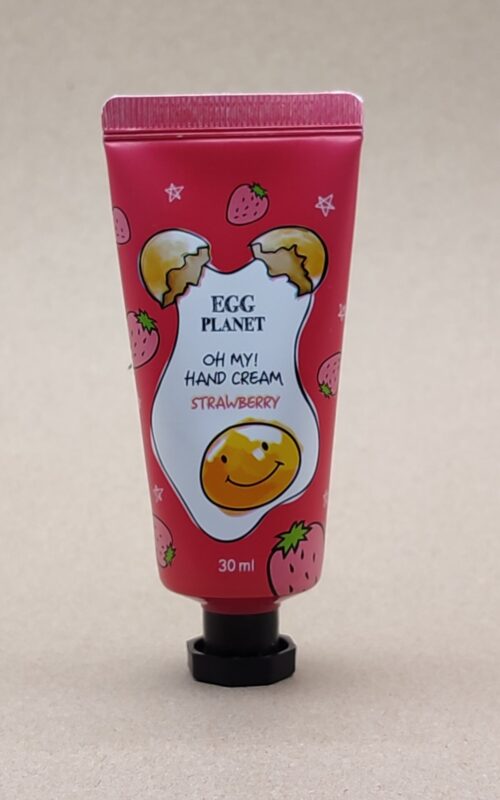 EGG
PLANET
OH MY!
HAND CREAM
STRAWBERRY
30 ml